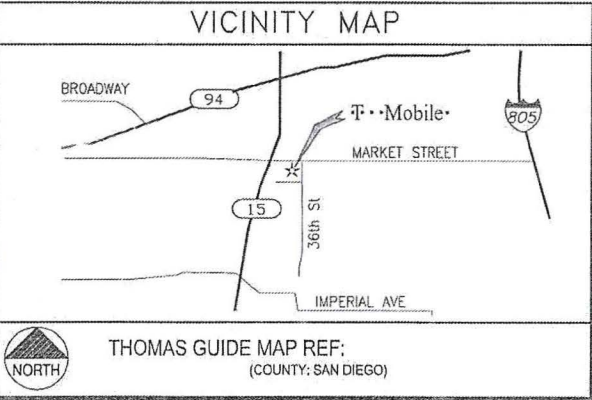 VICINITY MAP
BROADWAY
94
T··Mobile·
805
MARKET STREET
15
36th St
IMPERIAL AVE
NORTH
THOMAS GUIDE MAP REF:
(COUNTY: SAN DIEGO)